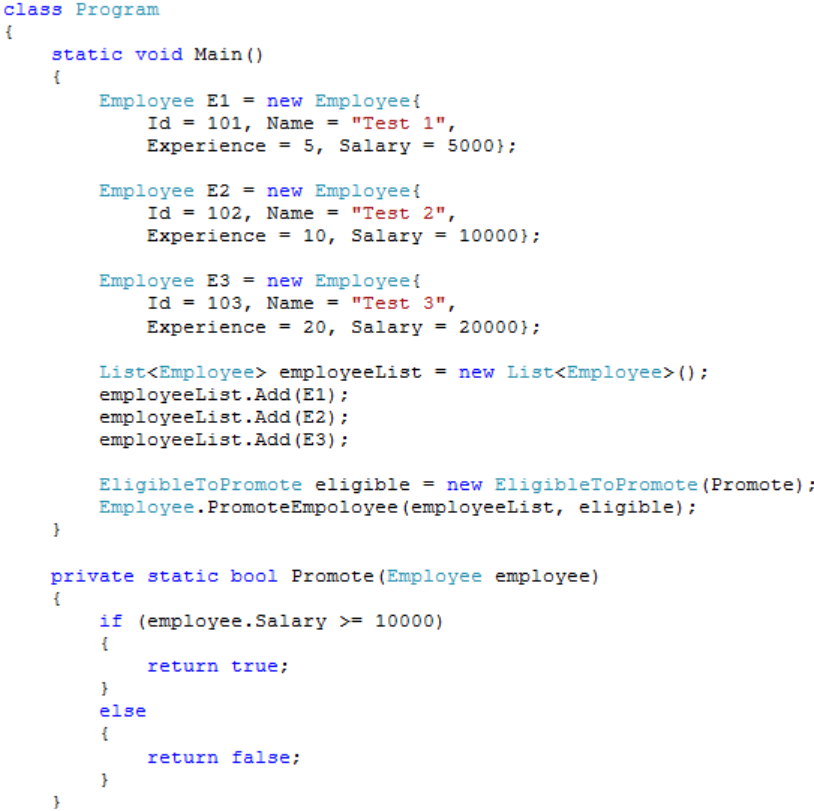 class Program
{
    static void Main()
    {
        Employee E1 = new Employee{
            Id = 101, Name = "Test 1",
            Experience = 5, Salary = 5000};

        Employee E2 = new Employee{
            Id = 102, Name = "Test 2",
            Experience = 10, Salary = 10000};

        Employee E3 = new Employee{
            Id = 103, Name = "Test 3",
            Experience = 20, Salary = 20000};

        List<Employee> employeeList = new List<Employee>();
        employeeList.Add(E1);
        employeeList.Add(E2);
        employeeList.Add(E3);

        EligibleToPromote eligible = new EligibleToPromote(Promote);
        Employee.PromoteEmpoloyee(employeeList, eligible);
    }

    private static bool Promote(Employee employee)
    {
        if (employee.Salary >= 10000)
        {
            return true;
        }
        else
        {
            return false;
        }
    }